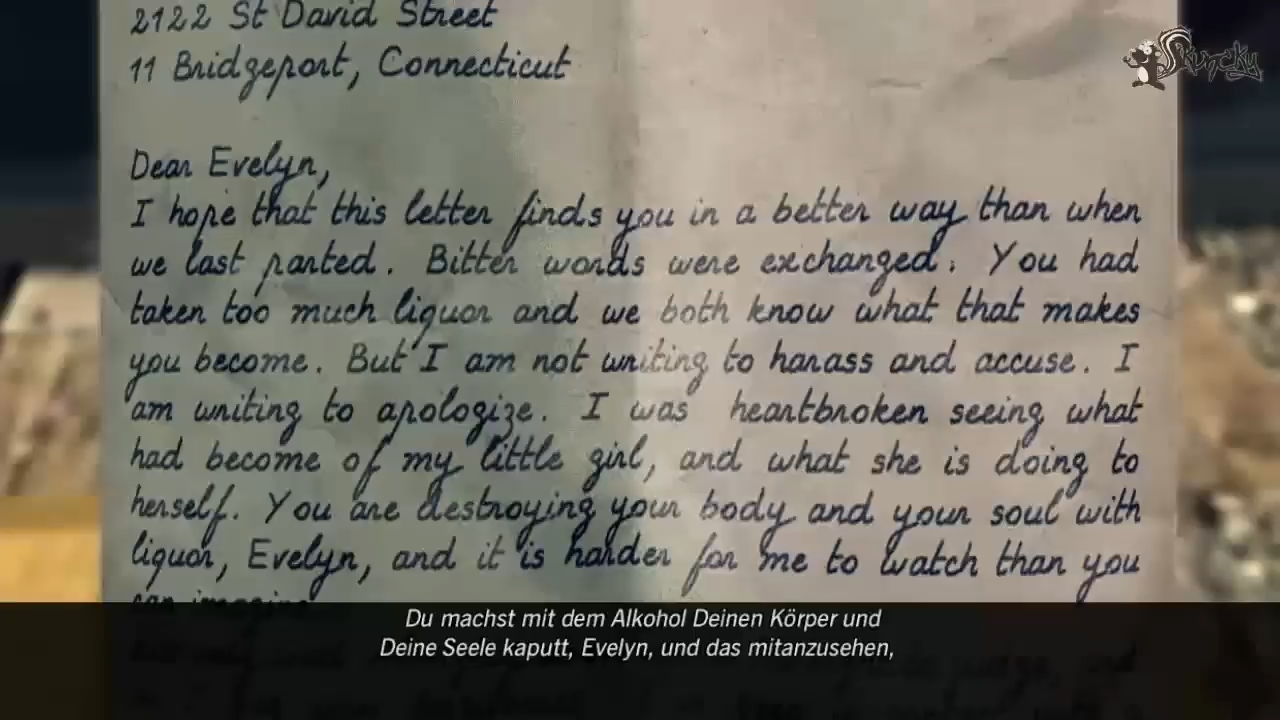 2122 St David Street
11 Bridgeport, Connecticut
Skuncky
Dear Evelyn,
I hope that this letter finds you in a better way than when
we last parted. Bitter words were exchanged. You had
taken too much liquor and we both know what that makes
you become. But I am not writing to harass and accuse. I
am writing to apologize. I was heartbroken seeing what
had become of my little girl, and what she is doing to
herself. You are destroying your body and your soul with
liquor, Evelyn, and it is harder for me to watch than you
can imagine
Du machst mit dem Alkohol Deinen Körper und
Deine Seele kaputt, Evelyn, und das mitanzusehen,